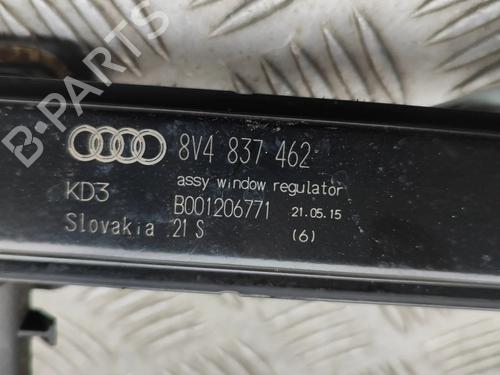 8V4 837 462
assy window regulator
KD3 B001206771 21.05.15
Slovakia 21 S (6)
B-PARTS